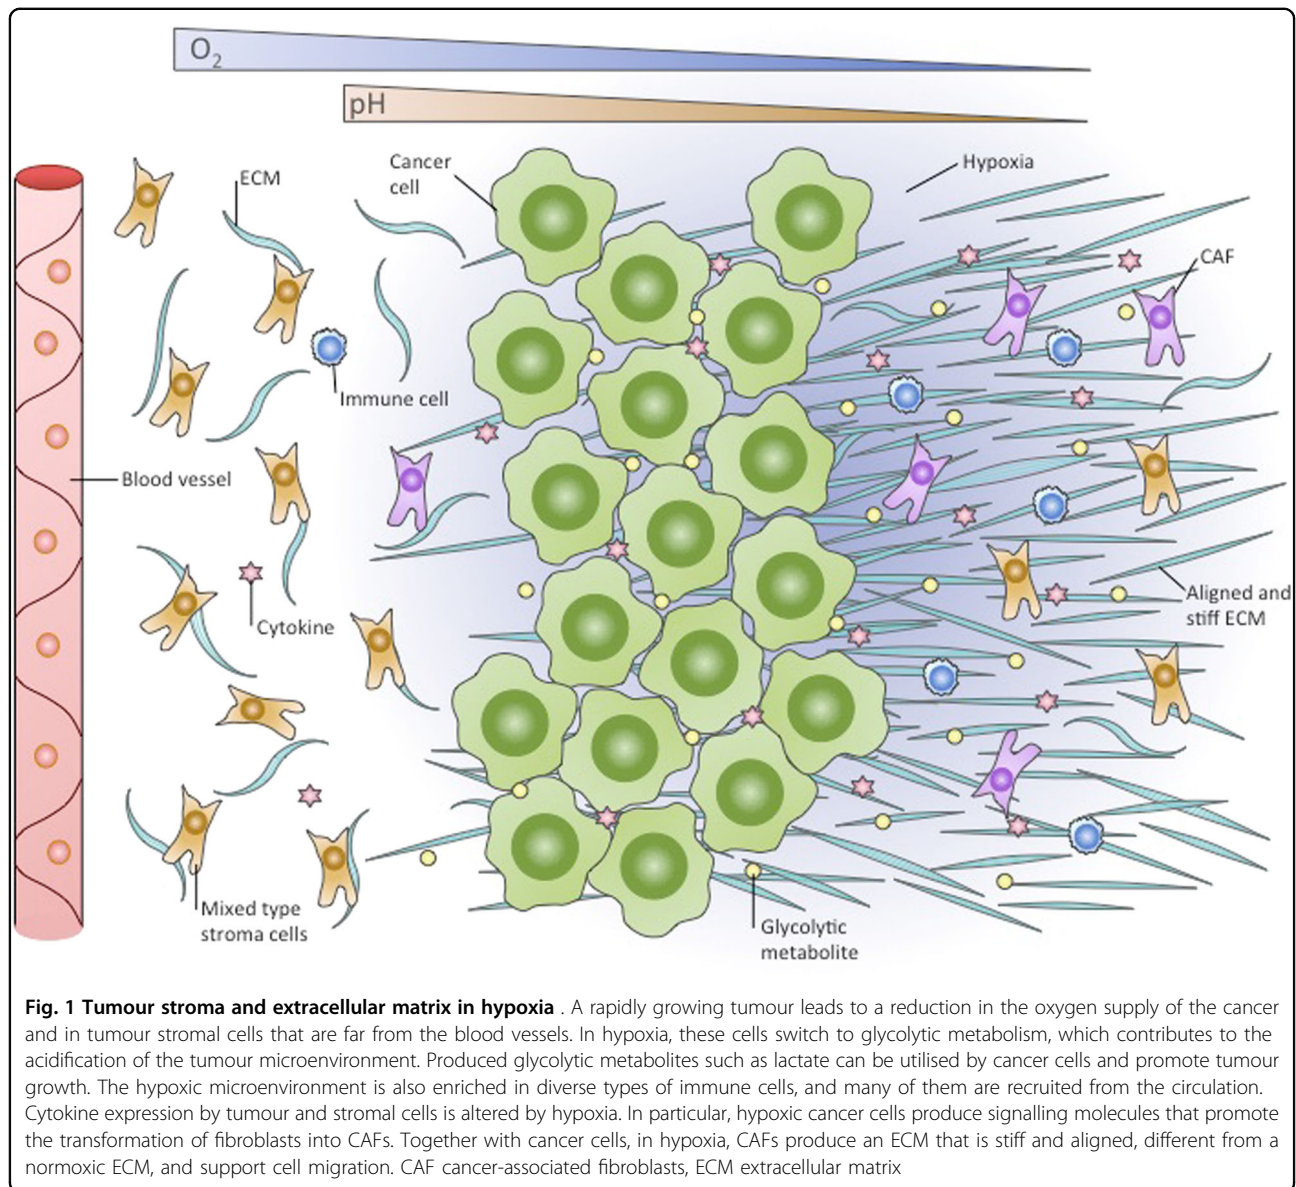 O2
pH
Cancer
cell
Hypoxia
ECM
CAF
Immune cell
Blood vessel
Cytokine
Aligned and
stiff ECM
Mixed type
stroma cells
Glycolytic
metabolite
Fig. 1 Tumour stroma and extracellular matrix in hypoxia . A rapidly growing tumour leads to a reduction in the oxygen supply of the cancer
and in tumour stromal cells that are far from the blood vessels. In hypoxia, these cells switch to glycolytic metabolism, which contributes to the
acidification of the tumour microenvironment. Produced glycolytic metabolites such as lactate can be utilised by cancer cells and promote tumour
growth. The hypoxic microenvironment is also enriched in diverse types of immune cells, and many of them are recruited from the circulation.
Cytokine expression by tumour and stromal cells is altered by hypoxia. In particular, hypoxic cancer cells produce signalling molecules that promote
the transformation of fibroblasts into CAFs. Together with cancer cells, in hypoxia, CAFs produce an ECM that is stiff and aligned, different from a
normoxic ECM, and support cell migration. CAF cancer-associated fibroblasts, ECM extracellular matrix